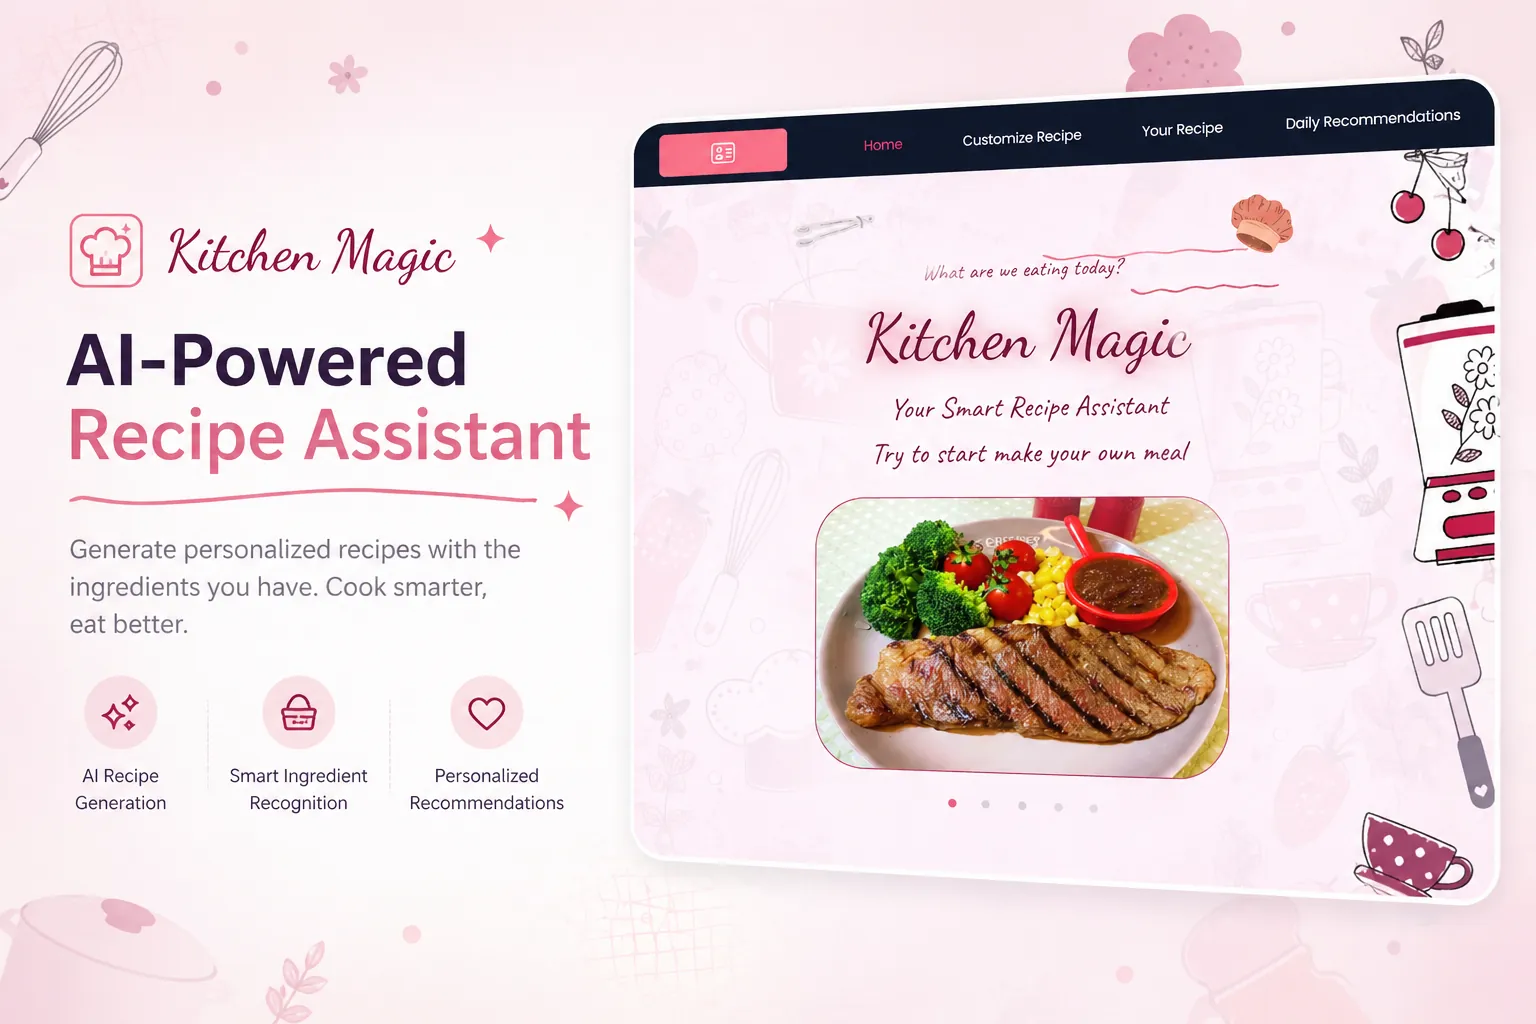 Kitchen Magic
AI-Powered
Recipe Assistant
Generate personalized recipes with the
ingredients you have. Cook smarter,
eat better.
AI Recipe
Generation
Smart Ingredient
Recognition
Personalized
Recommendations
Home
Customize Recipe
Your Recipe
Daily Recommendations
What are we eating today?
Kitchen Magic
Your Smart Recipe Assistant
Try to start make your own meal